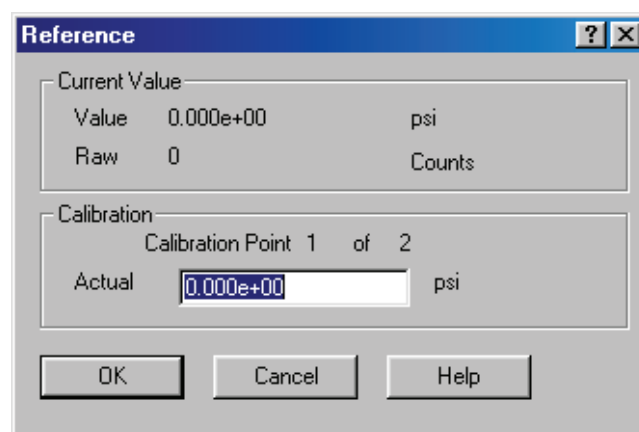 Reference
Current Value
Value 0.000e+00 psi
Raw 0 Counts
Calibration
Calibration Point 1 of 2
Actual 0.000e+00 psi
OK Cancel Help